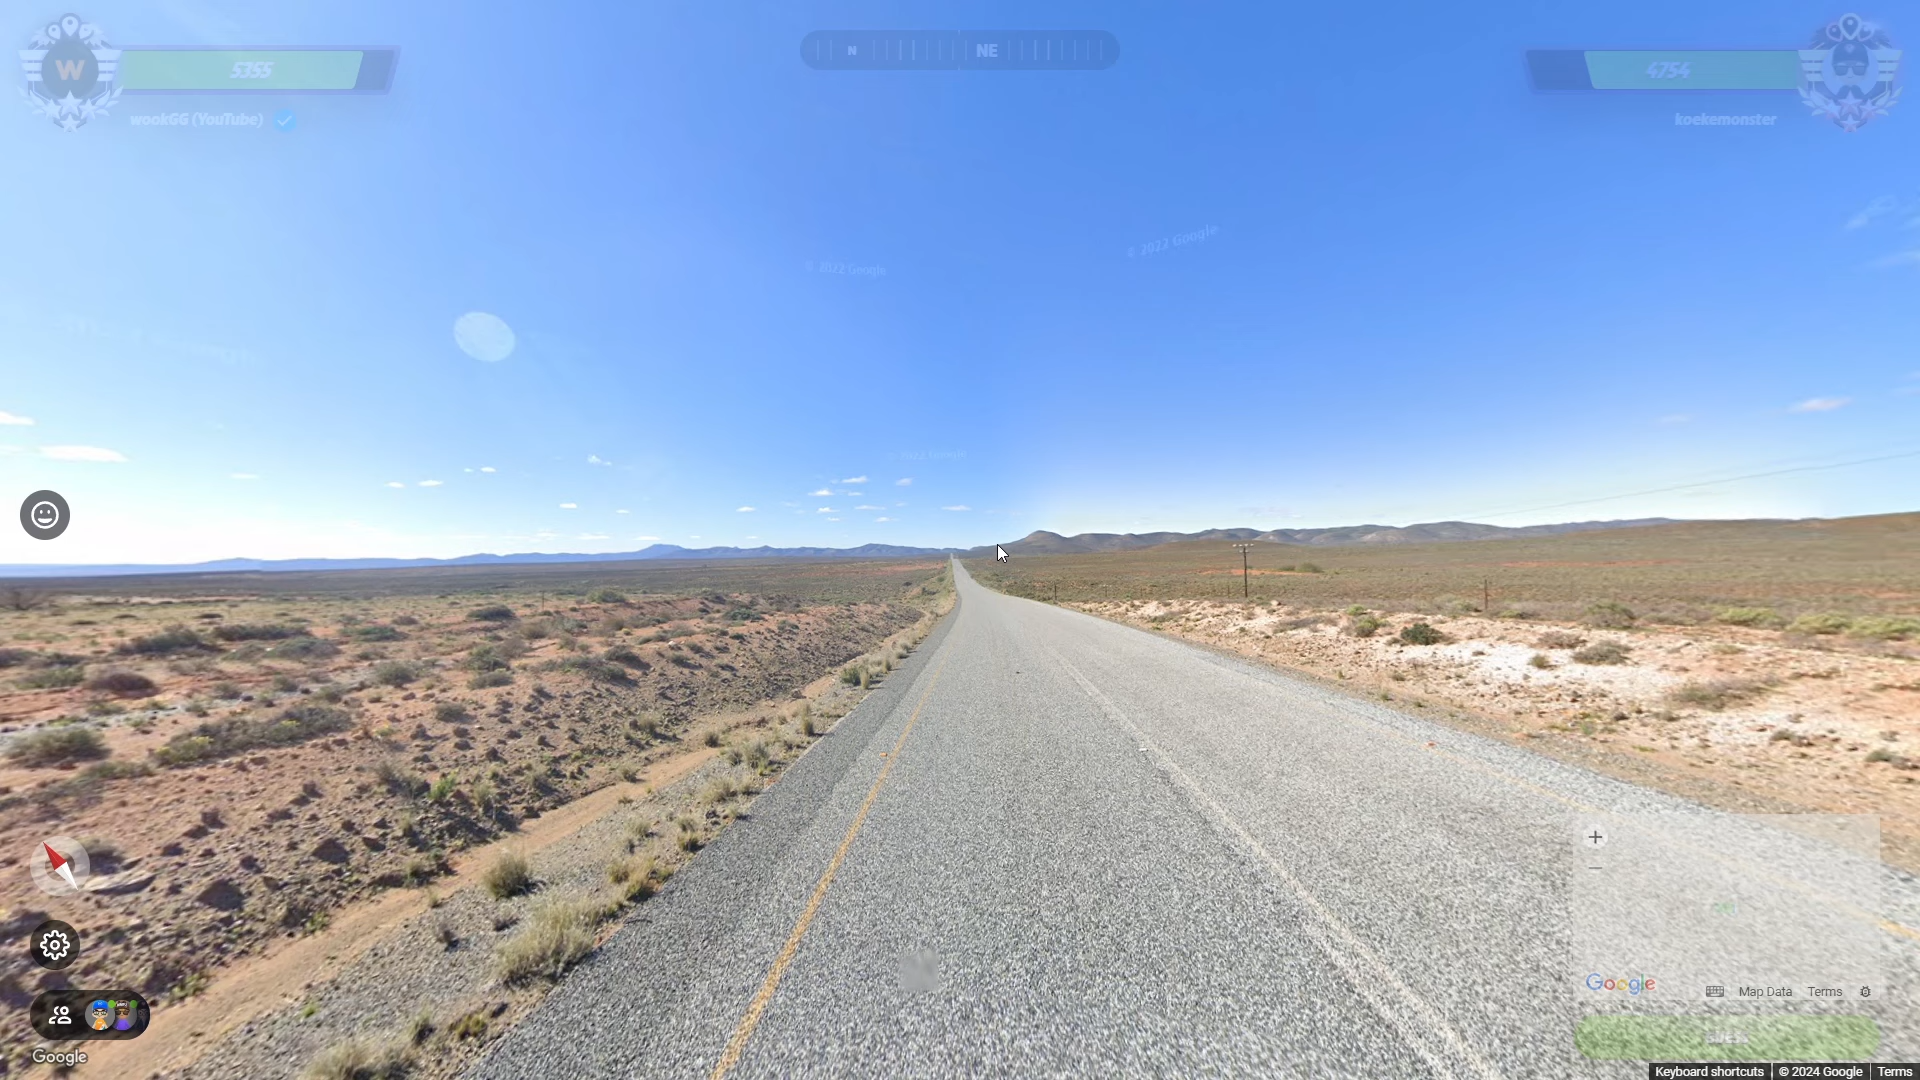 W
5355
wookGG (YouTube)
N
NE
4754
koekemonster
© 2022 Google
© 2022 Google
Google
Google
Map Data
Terms
Keyboard shortcuts
© 2024 Google
Terms